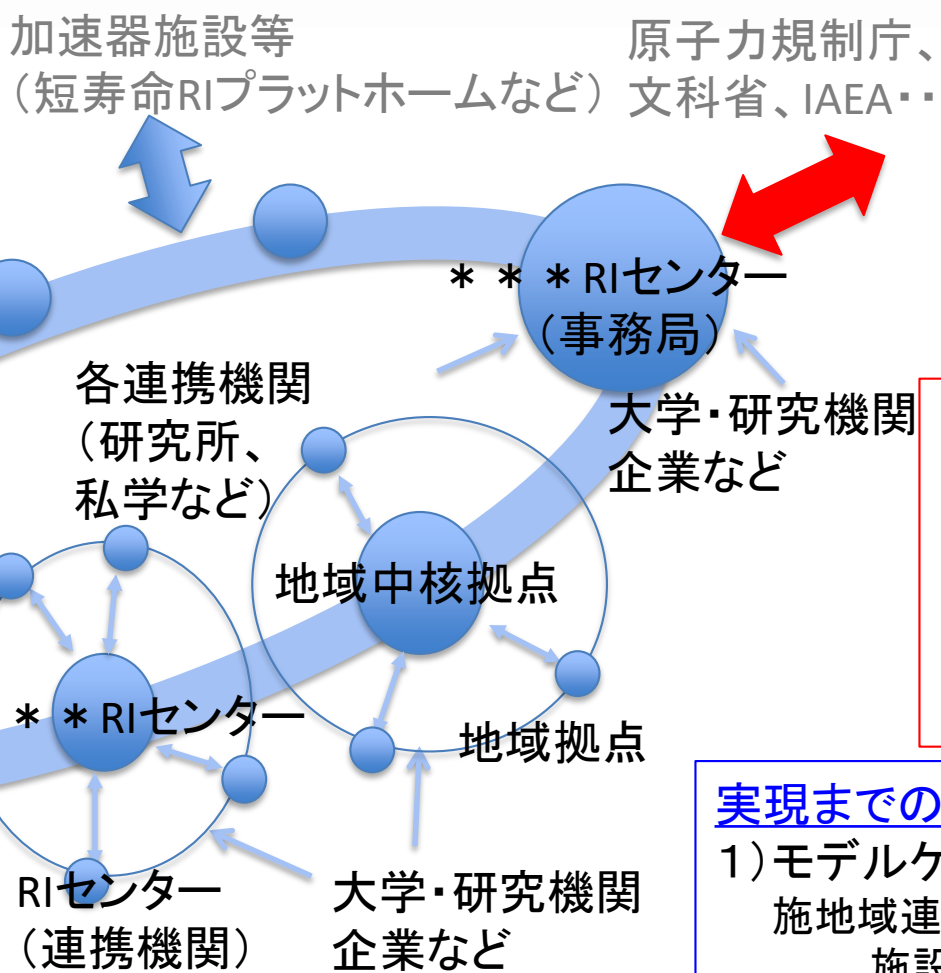 加速器施設等
（短寿命RIプラットホームなど）
原子力規制庁、
文科省、IAEA・・
＊＊＊RIセンター
（事務局）
各連携機関
（研究所、
私学など）
大学・研究機関
企業など
地域中核拠点
＊＊RIセンター
地域拠点
RIセンター
（連携機関）
大学・研究機関
企業など
実現までの
１）モデルケ
施地域連
施設